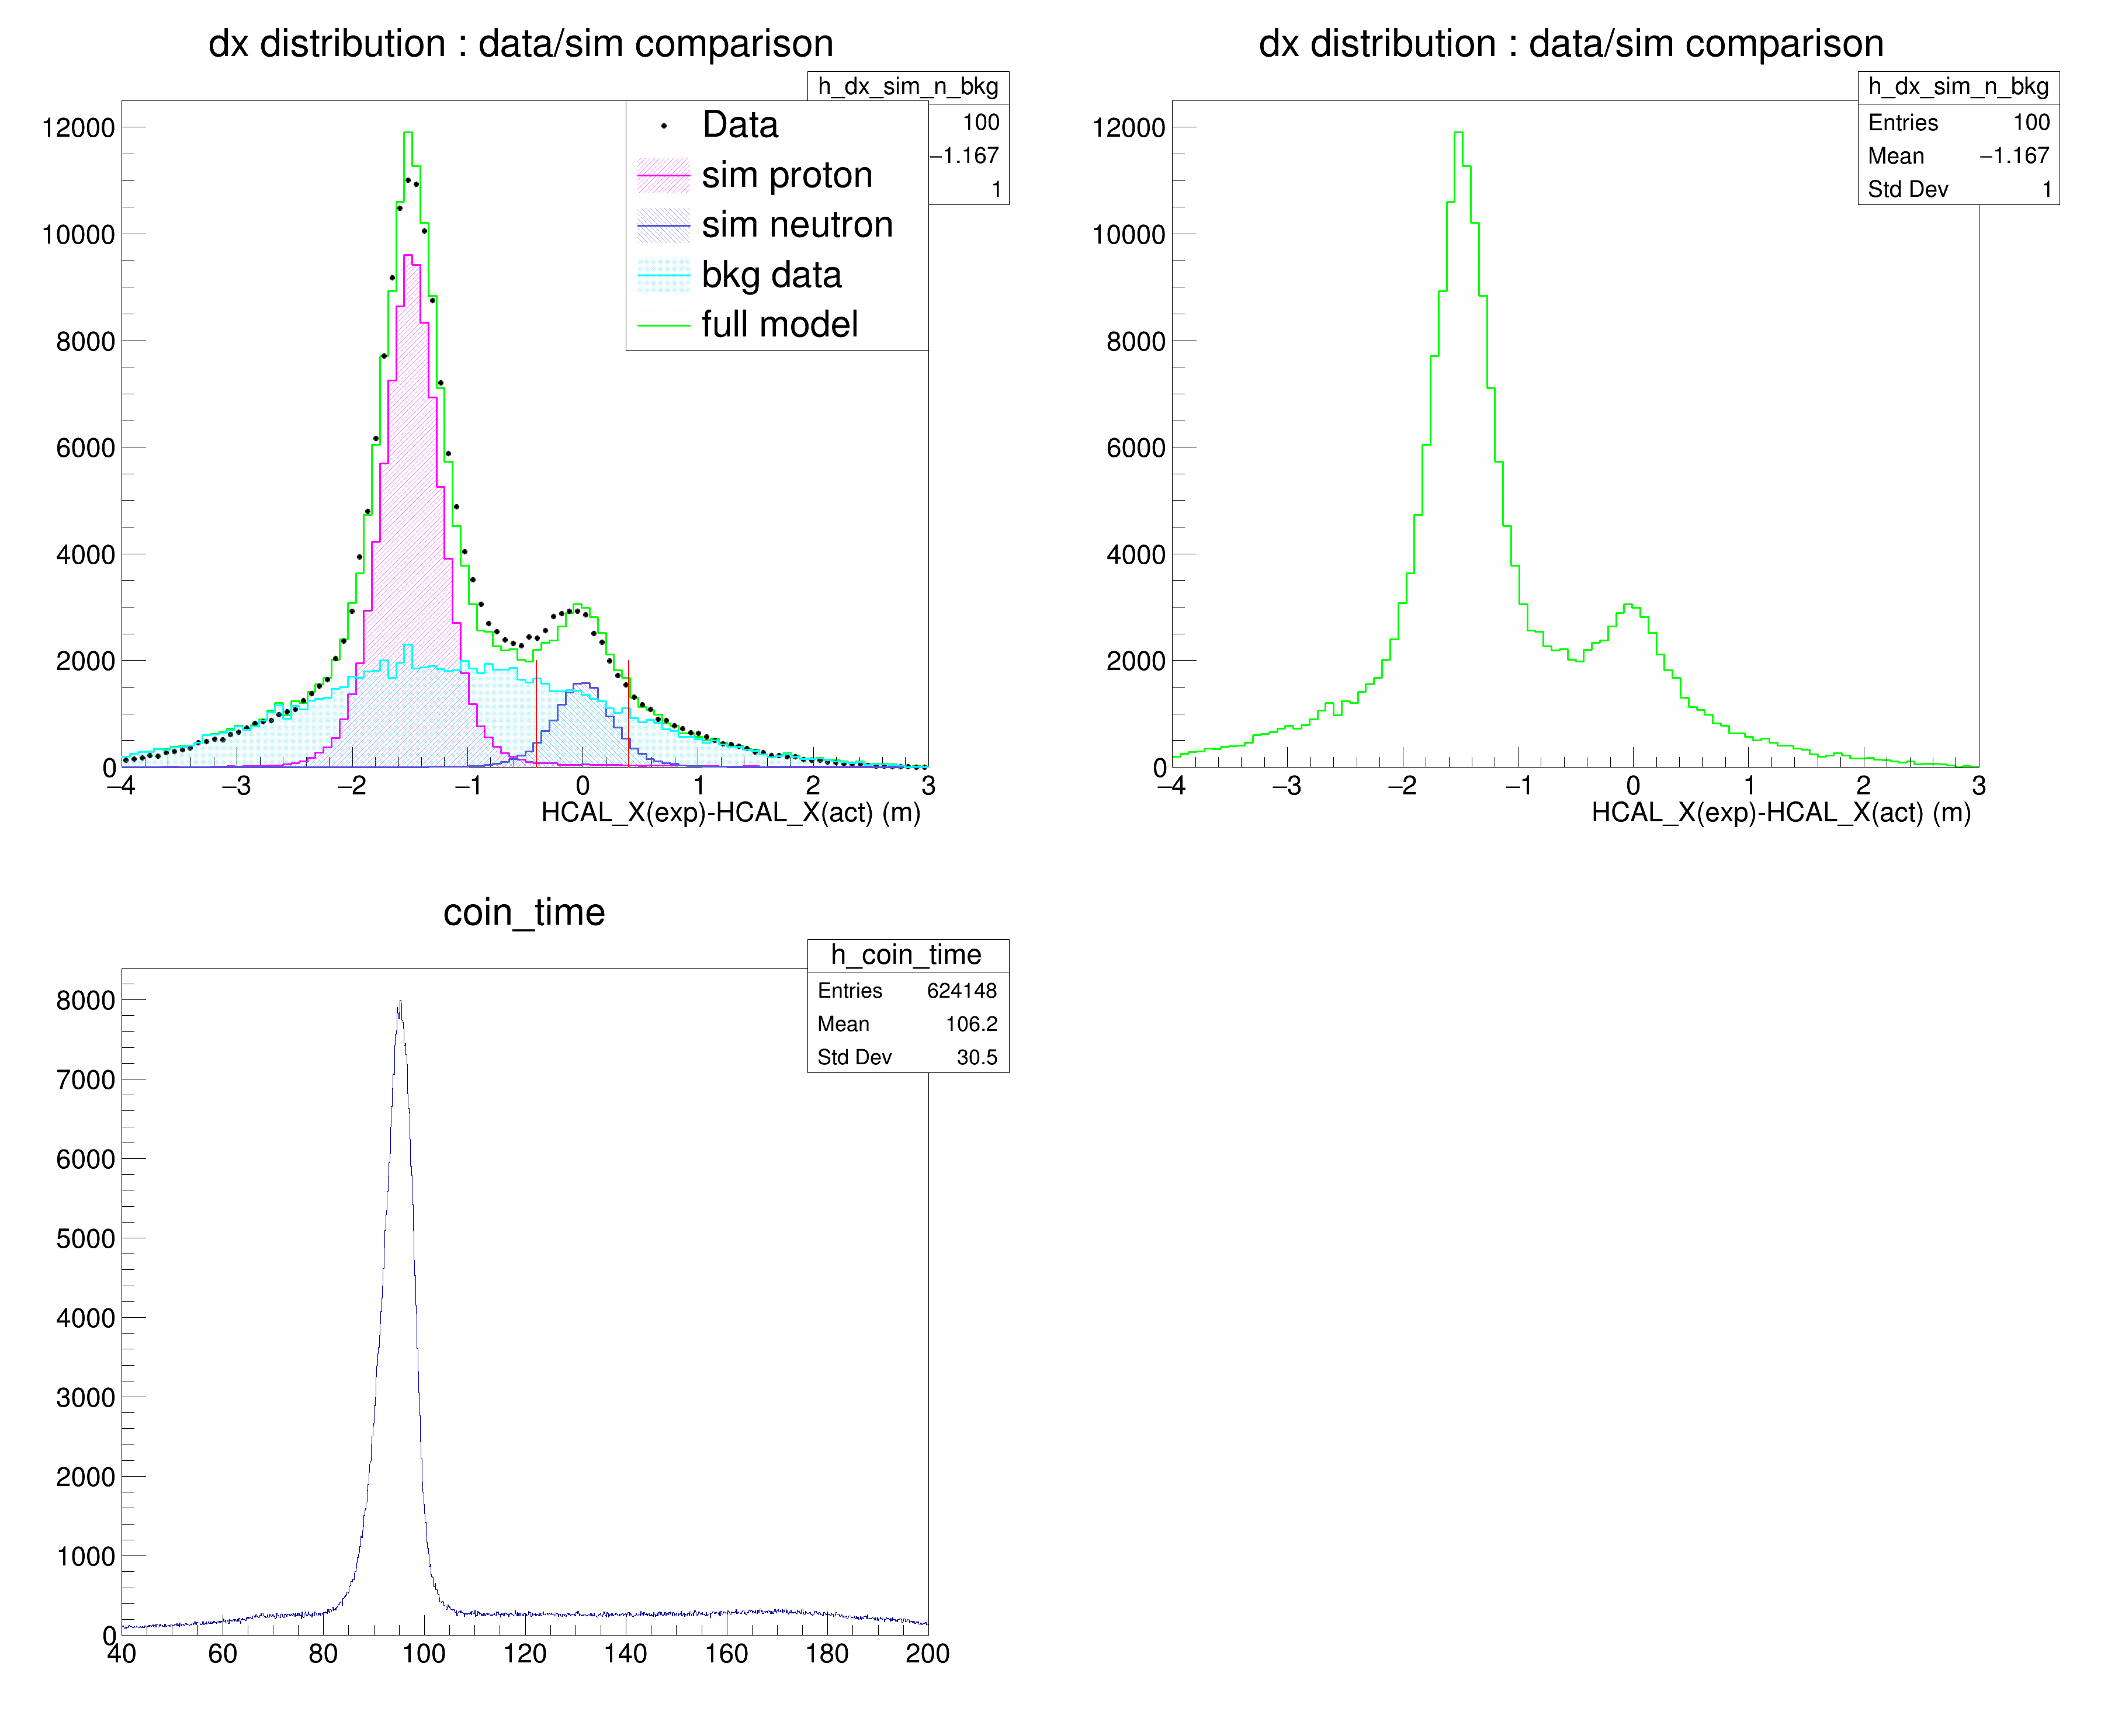 dx distribution : data/sim comparison
h_dx_sim_n_bkg
100
−1.167
1
Data
sim proton
sim neutron
bkg data
full model
12000
10000
8000
6000
4000
2000
0
−4 −3 −2 −1 0 1 2 3
HCAL_X(exp)-HCAL_X(act) (m)
dx distribution : data/sim comparison
h_dx_sim_n_bkg
Entries 100
Mean −1.167
Std Dev 1
12000
10000
8000
6000
4000
2000
0
−4 −3 −2 −1 0 1 2 3
HCAL_X(exp)-HCAL_X(act) (m)
coin_time
h_coin_time
Entries 624148
Mean 106.2
Std Dev 30.5
8000
7000
6000
5000
4000
3000
2000
1000
0
40 60 80 100 120 140 160 180 200